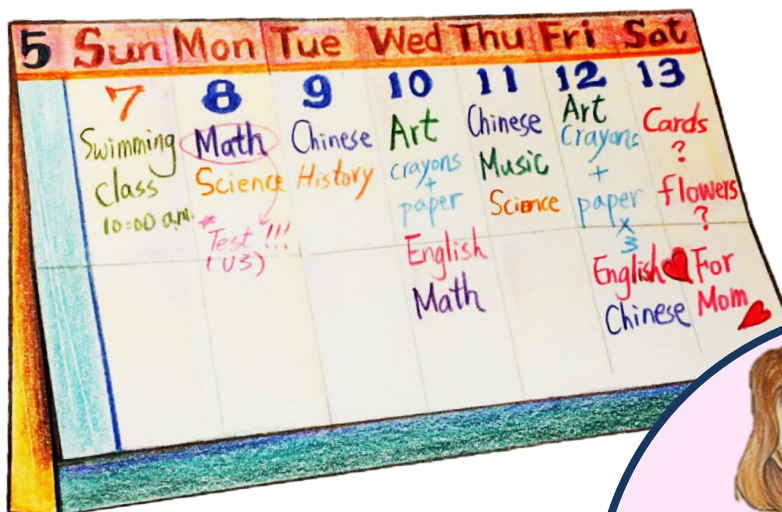 5 Sun Mon Tue Wed Thu Fri Sat
7
Swimming
class
10:00 a.m.
8
Math
Science
*Test!!!
(U3)
9
Chinese
History
10
Art
crayons
+
paper
English
Math
11
Chinese
Music
Science
12
Art
Crayons
+
paper
x
3
English
Chinese
13
Cards
?
flowers
?
For
Mom